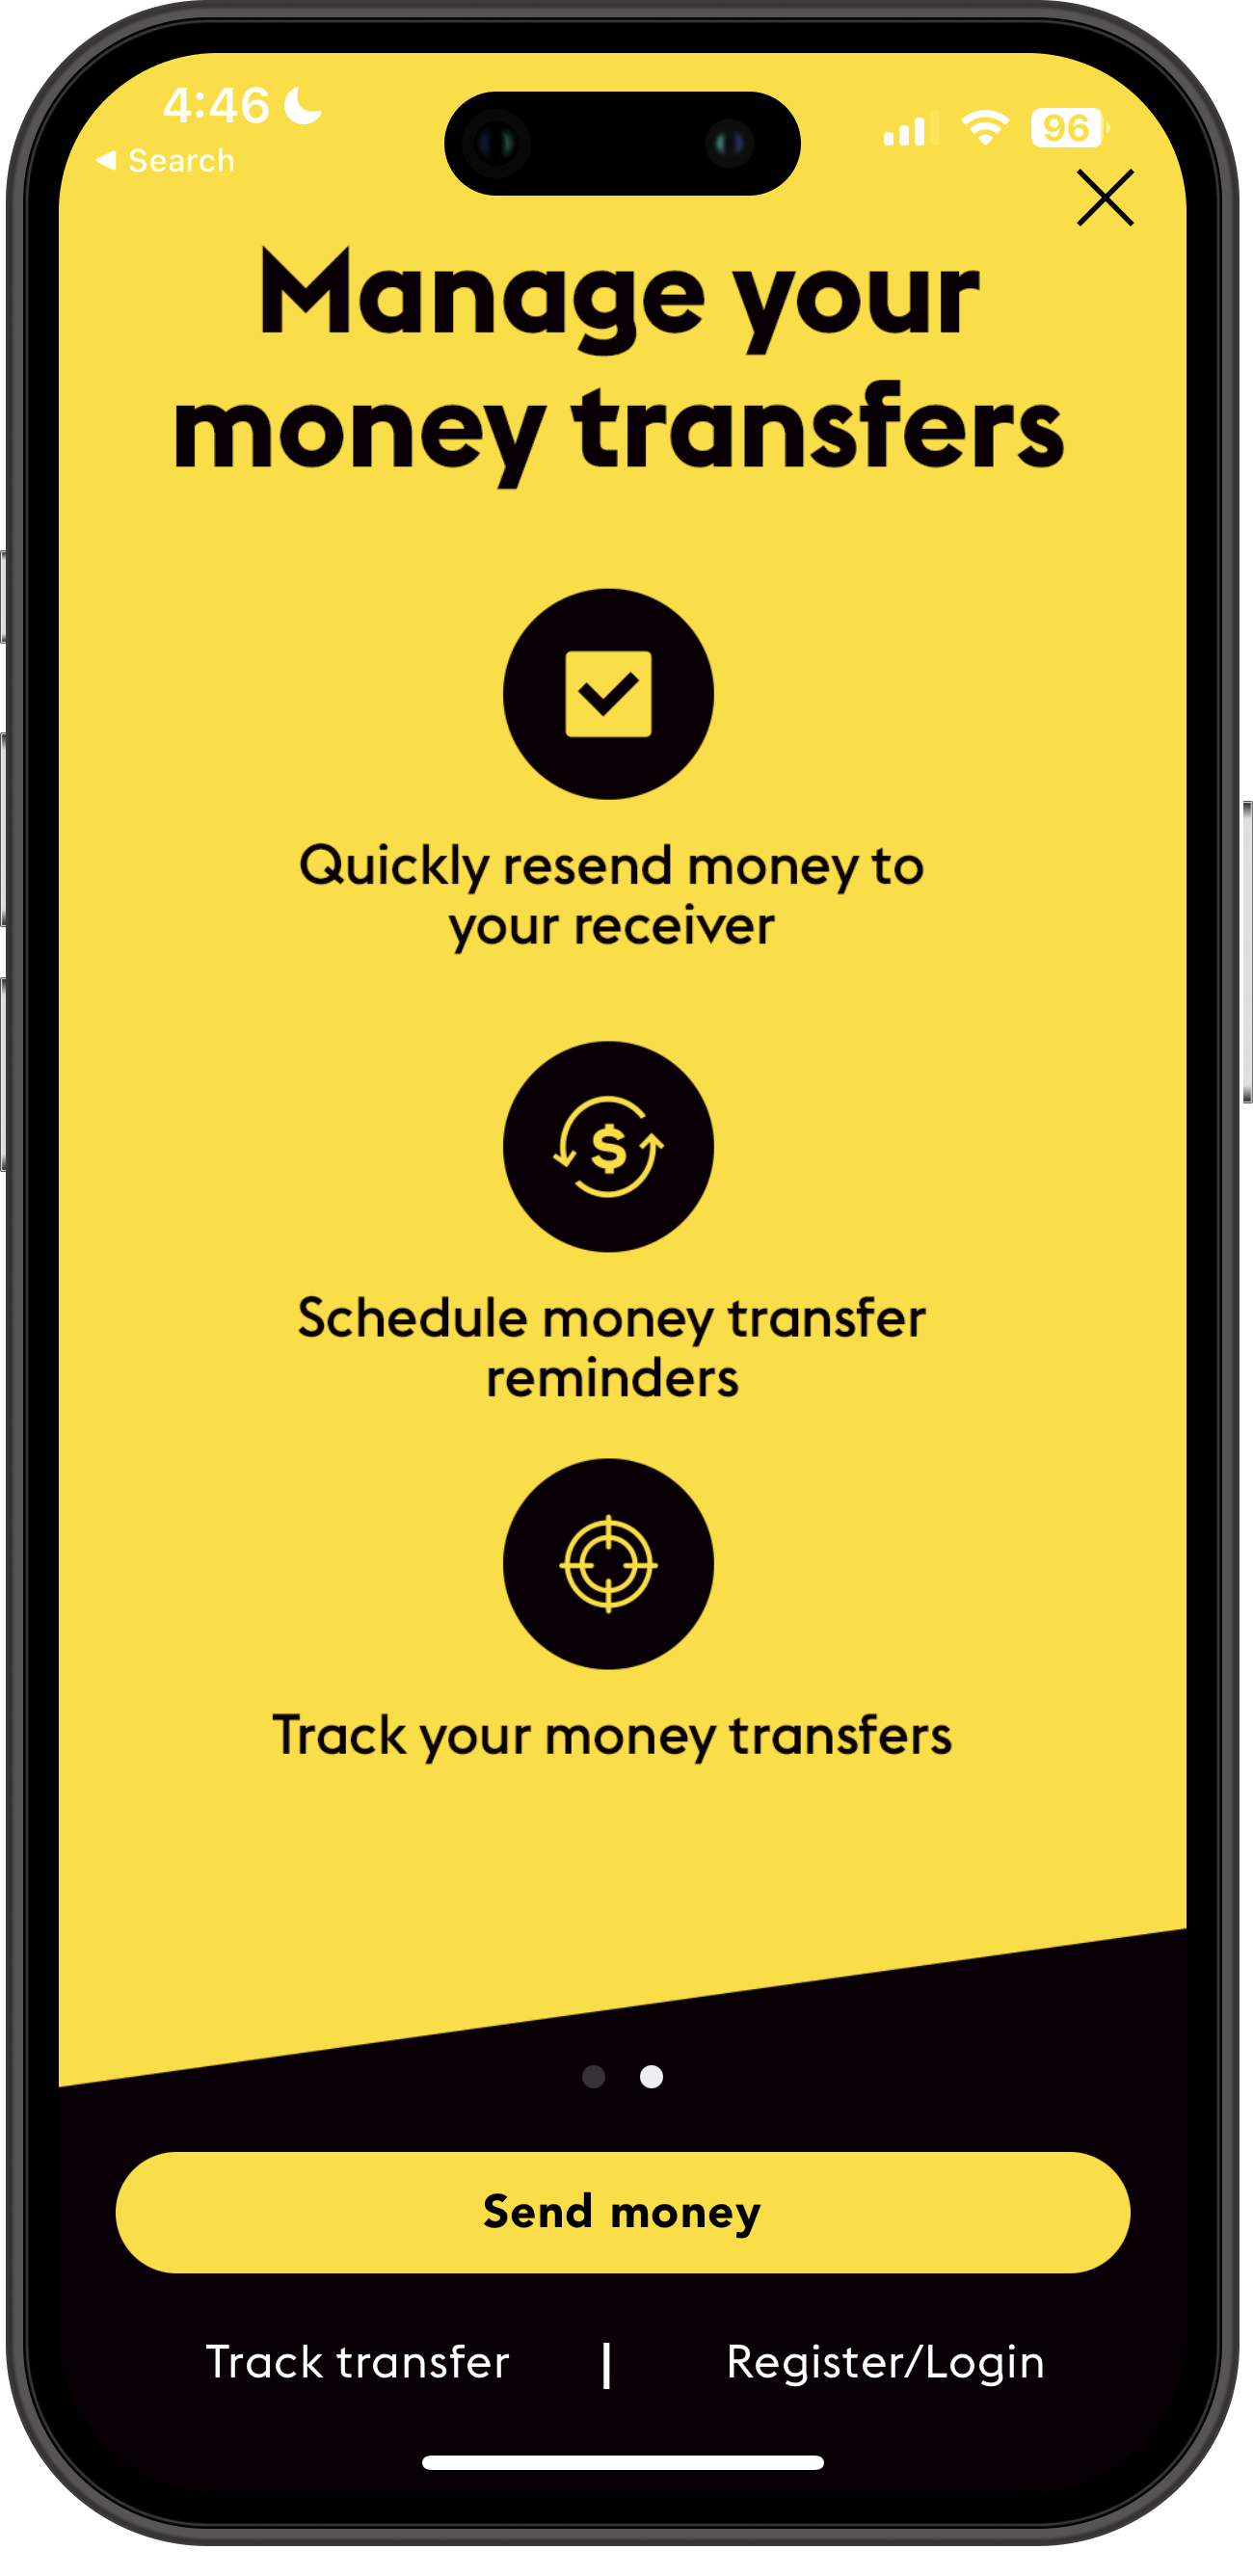 4:46
Search
96
Manage your
money transfers
Quickly resend money to
your receiver
$
Schedule money transfer
reminders
Track your money transfers
Send money
Track transfer | Register/Login